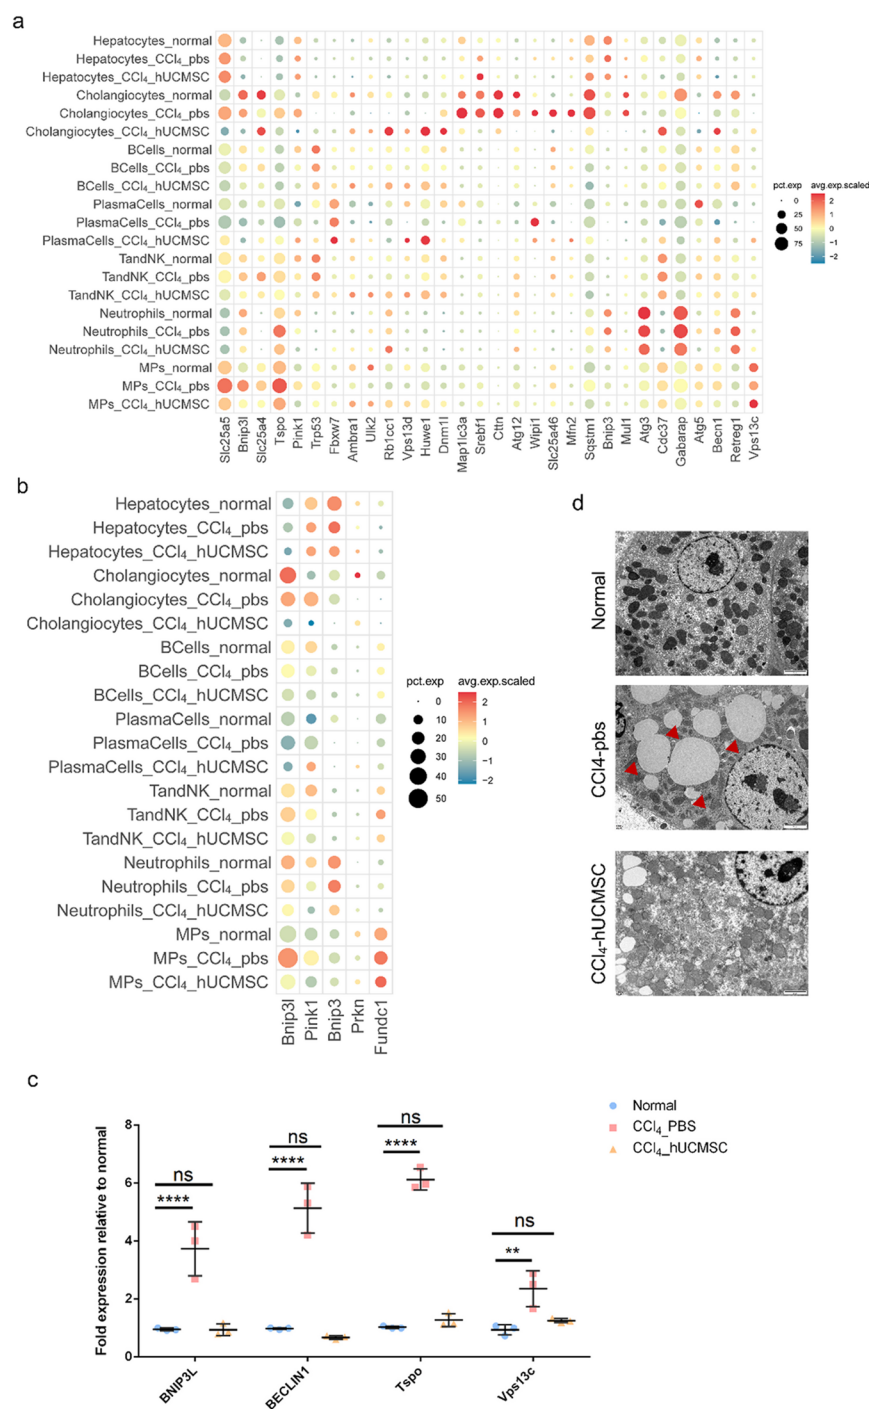 a
Hepatocytes_normal
Hepatocytes_CCl₄_pbs
Hepatocytes_CCl₄_hUCMSC
Cholangiocytes_normal
Cholangiocytes_CCl₄_pbs
Cholangiocytes_CCl₄_hUCMSC
BCells_normal
BCells_CCl₄_pbs
BCells_CCl₄_hUCMSC
PlasmaCells_normal
PlasmaCells_CCl₄_pbs
PlasmaCells_CCl₄_hUCMSC
TandNK_normal
TandNK_CCl₄_pbs
TandNK_CCl₄_hUCMSC
Neutrophils_normal
Neutrophils_CCl₄_pbs
Neutrophils_CCl₄_hUCMSC
MPs_normal
MPs_CCl₄_pbs
MPs_CCl₄_hUCMSC
Slc25a5
Bnip3l
Slc25a4
Tspo
Pink1
Trp53
Fbxw7
Ambra1
Ulk2
Rb1cc1
Vps13d
Huwe1
Dnm1l
Map1lc3a
Srebf1
Cttn
Atg12
Wipi1
Slc25a46
Mfn2
Sqstm1
Bnip3
Mul1
Atg3
Cdc37
Gabarap
Atg5
Becn1
Retreg1
Vps13c
pct.exp
0
25
50
75
avg.exp.scaled
2
1
0
−1
−2
b
Hepatocytes_normal
Hepatocytes_CCl₄_pbs
Hepatocytes_CCl₄_hUCMSC
Cholangiocytes_normal
Cholangiocytes_CCl₄_pbs
Cholangiocytes_CCl₄_hUCMSC
BCells_normal
BCells_CCl₄_pbs
BCells_CCl₄_hUCMSC
PlasmaCells_normal
PlasmaCells_CCl₄_pbs
PlasmaCells_CCl₄_hUCMSC
TandNK_normal
TandNK_CCl₄_pbs
TandNK_CCl₄_hUCMSC
Neutrophils_normal
Neutrophils_CCl₄_pbs
Neutrophils_CCl₄_hUCMSC
MPs_normal
MPs_CCl₄_pbs
MPs_CCl₄_hUCMSC
Bnip3l
Pink1
Bnip3
Prkn
Fundc1
pct.exp
0
10
20
30
40
50
avg.exp.scaled
2
1
0
−1
−2
d
Normal
CCl4-pbs
CCl₄-hUCMSC
c
Fold expression relative to normal
8
6
4
2
0
ns
****
ns
****
ns
****
ns
**
BNIP3L
BECLIN1
Tspo
Vps13c
Normal
CCl₄_PBS
CCl₄_hUCMSC